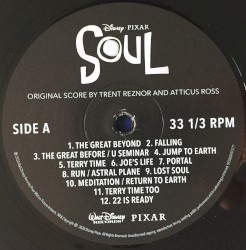 Disney · PIXAR
SOUL
ORIGINAL SCORE BY TRENT REZNOR AND ATTICUS ROSS
SIDE A 33 1/3 RPM
1. THE GREAT BEYOND 2. FALLING
3. THE GREAT BEFORE / U SEMINAR 4. JUMP TO EARTH
5. TERRY TIME 6. JOE'S LIFE 7. PORTAL
8. RUN / ASTRAL PLANE 9. LOST SOUL
10. MEDITATION / RETURN TO EARTH
11. TERRY TIME TOO
12. 22 IS READY
WALT DISNEY RECORDS PIXAR